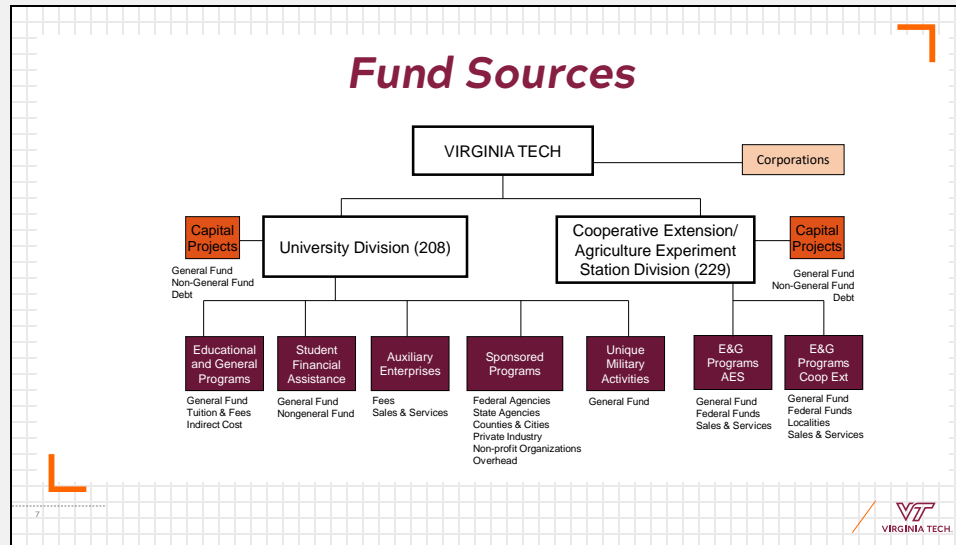 Fund Sources
VIRGINIA TECH
Corporations
Capital
Projects
General Fund
Non-General Fund
Debt
University Division (208)
Cooperative Extension/
Agriculture Experiment
Station Division (229)
Capital
Projects
General Fund
Non-General Fund
Debt
Educational
and General
Programs
General Fund
Tuition & Fees
Indirect Cost
Student
Financial
Assistance
General Fund
Nongeneral Fund
Auxiliary
Enterprises
Fees
Sales & Services
Sponsored
Programs
Federal Agencies
State Agencies
Counties & Cities
Private Industry
Non-profit Organizations
Overhead
Unique
Military
Activities
General Fund
E&G
Programs
AES
General Fund
Federal Funds
Sales & Services
E&G
Programs
Coop Ext
General Fund
Federal Funds
Localities
Sales & Services
7
VT
VIRGINIA TECH.